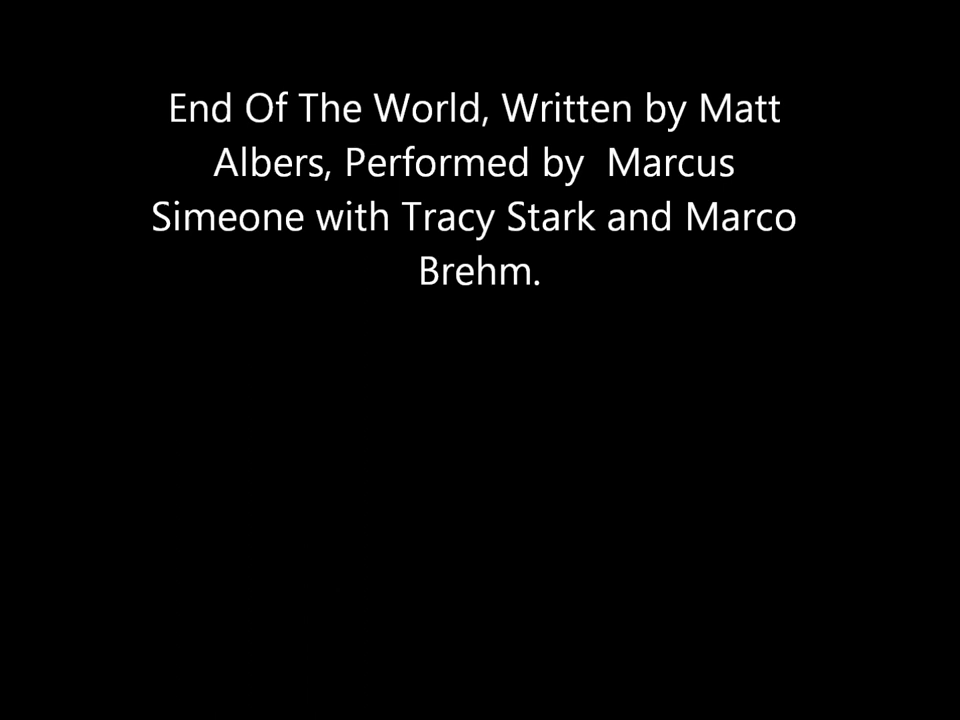 End Of The World, Written by Matt
Albers, Performed by  Marcus
Simeone with Tracy Stark and Marco
Brehm.